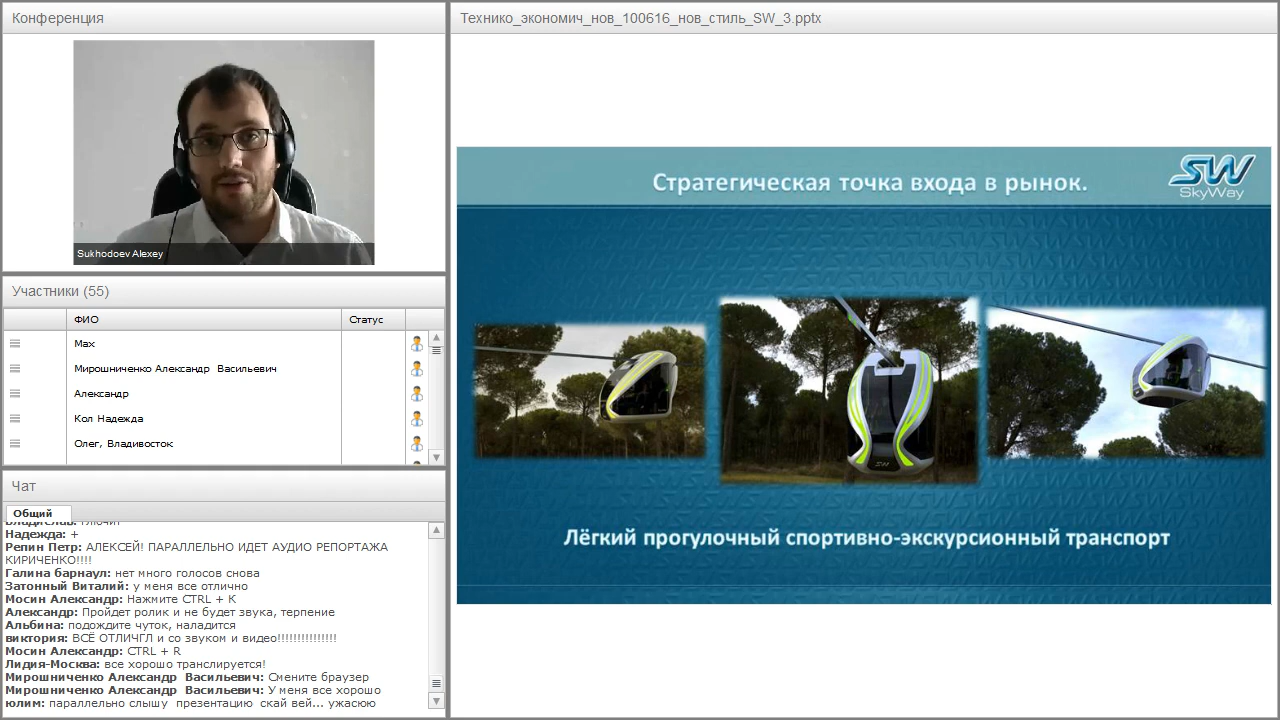 Конференция
Sukhodoev Alexey
Участники (55)
ФИО
Статус
Max
Мирошниченко Александр Васильевич
Александр
Кол Надежда
Олег, Владивосток
Чат
Общий
Владислав: глючит
Надежда: +
Репин Петр: АЛЕКСЕЙ! ПАРАЛЛЕЛЬНО ИДЕТ АУДИО РЕПОРТАЖА
КИРИЧЕНКО!!!!
Галина барнаул: нет много голосов снова
Затонный Виталий: у меня все отлично
Мосин Александр: Нажмите CTRL + K
Александр: Пройдет ролик и не будет звука, терпение
Альбина: подождите чуток, наладится
виктория: ВСЁ ОТЛИЧГЛ и со звуком и видео!!!!!!!!!!!!!!!
Мосин Александр: CTRL + R
Лидия-Москва: все хорошо транслируется!
Мирошниченко Александр Васильевич: Смените браузер
Мирошниченко Александр Васильевич: У меня все хорошо
юлим: параллельно слышу презентацию скай вей... ужасюю
Технико_экономич_нов_100616_нов_стиль_SW_3.pptx
Стратегическая точка входа в рынок.
SW
SkyWay
SW
Лёгкий прогулочный спортивно-экскурсионный транспорт